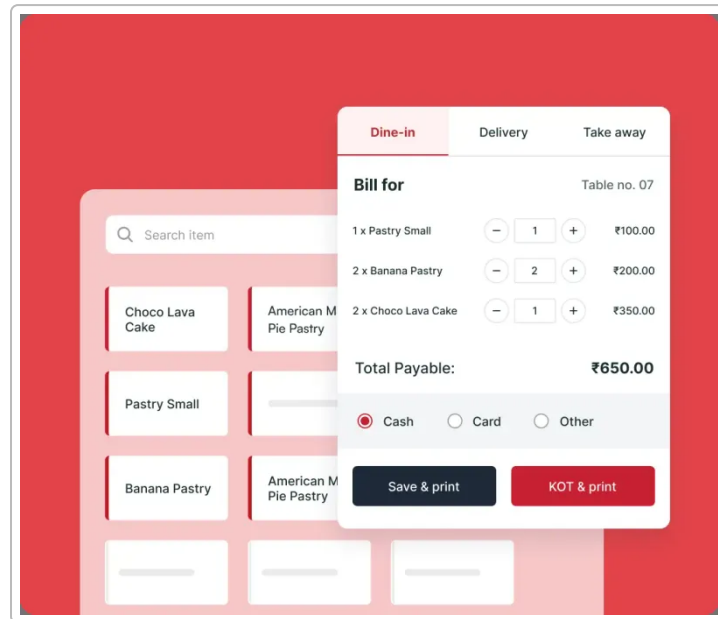 Dine-in Delivery Take away
Bill for Table no. 07
1 x Pastry Small - 1 + ₹100.00
2 x Banana Pastry - 2 + ₹200.00
2 x Choco Lava Cake - 1 + ₹350.00
Total Payable: ₹650.00
Cash Card Other
Save & print KOT & print
Search item
Choco Lava
Cake
American M
Pie Pastry
Pastry Small
Banana Pastry
American M
Pie Pastry